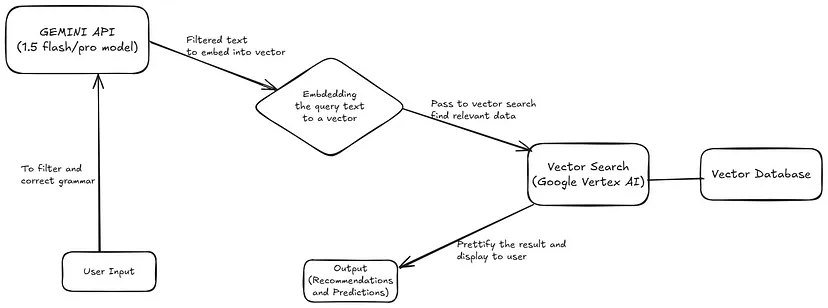 GEMINI API
(1.5 flash/pro model)
Filtered text
to embed into vector
Embdedding
the query text
to a vector
Pass to vector search
find relevant data
Vector Search
(Google Vertex AI)
Vector Database
To filter and
correct grammar
User Input
Prettify the result and
display to user
Output
(Recommendations
and Predictions)